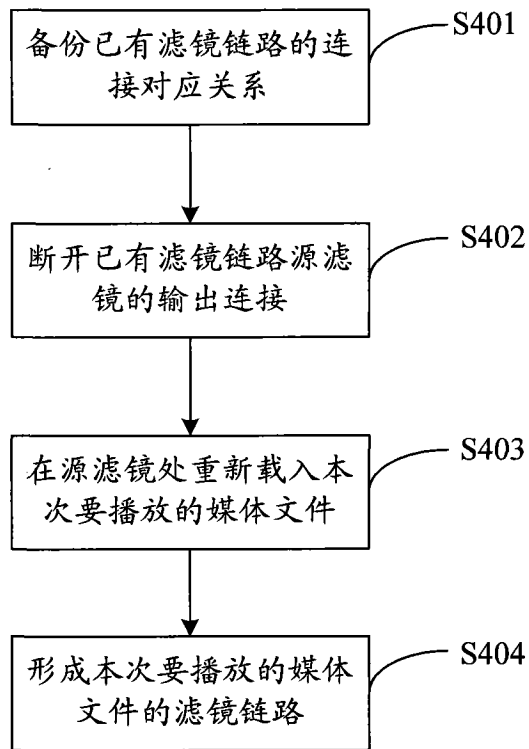 备份已有滤镜链路的连
接对应关系
S401
断开已有滤镜链路源滤
镜的输出连接
S402
在源滤镜处重新载入本
次要播放的媒体文件
S403
形成本次要播放的媒体
文件的滤镜链路
S404